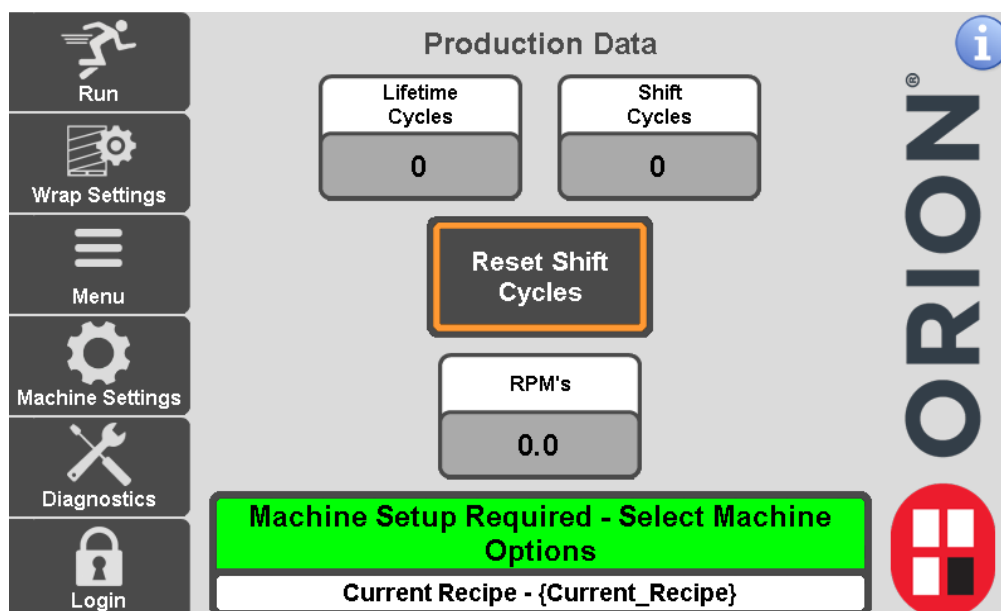 Run
Wrap Settings
Menu
Machine Settings
Diagnostics
Login
Production Data
Lifetime
Cycles
0
Shift
Cycles
0
Reset Shift
Cycles
RPM's
0.0
Machine Setup Required - Select Machine
Options
Current Recipe - {Current_Recipe}
i
ORION®